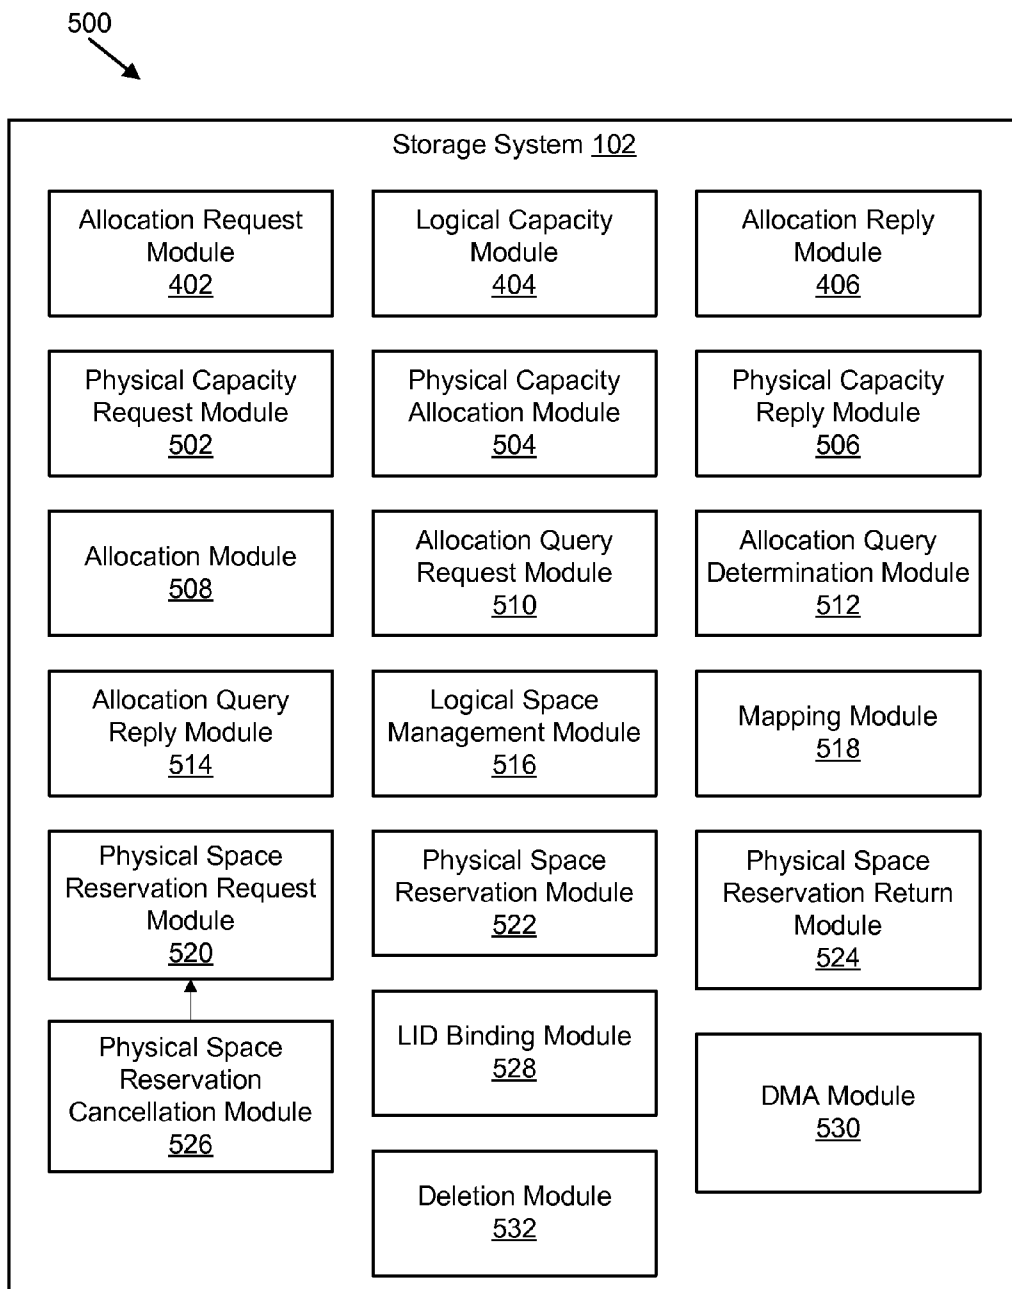 500
Storage System 102
Allocation Request
Module
402
Logical Capacity
Module
404
Allocation Reply
Module
406
Physical Capacity
Request Module
502
Physical Capacity
Allocation Module
504
Physical Capacity
Reply Module
506
Allocation Module
508
Allocation Query
Request Module
510
Allocation Query
Determination Module
512
Allocation Query
Reply Module
514
Logical Space
Management Module
516
Mapping Module
518
Physical Space
Reservation Request
Module
520
Physical Space
Reservation Module
522
Physical Space
Reservation Return
Module
524
Physical Space
Reservation
Cancellation Module
526
LID Binding Module
528
DMA Module
530
Deletion Module
532